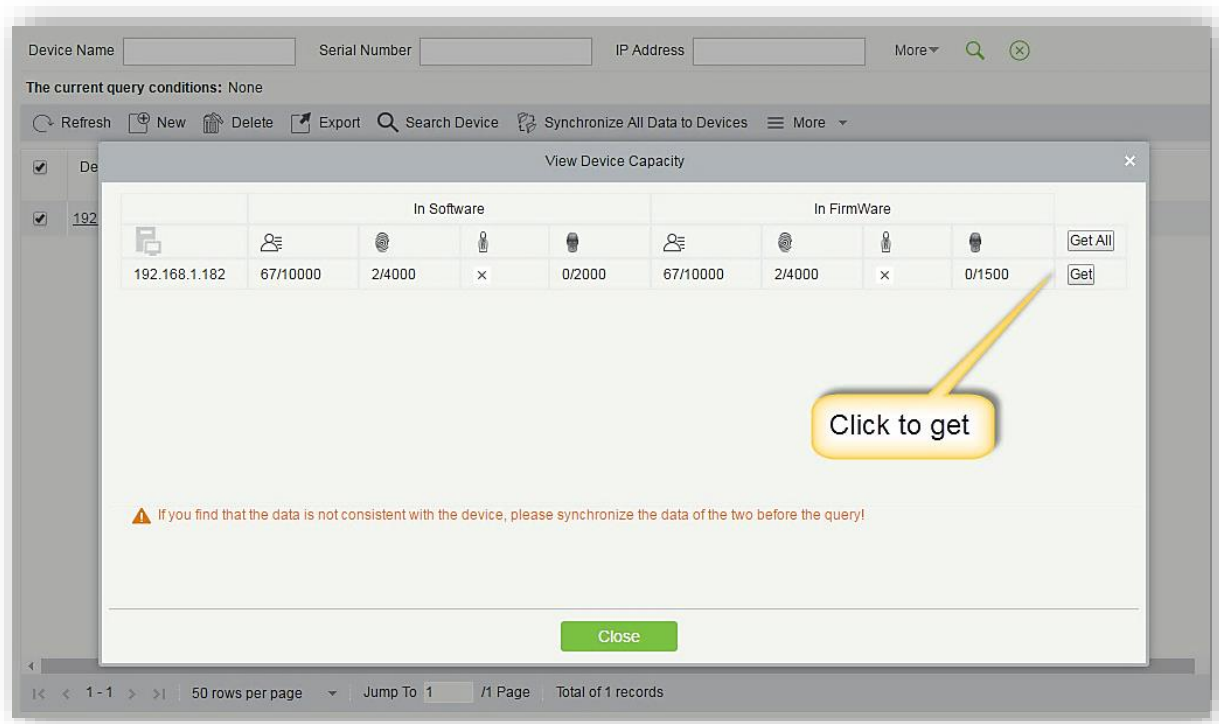 Device Name Serial Number IP Address More
The current query conditions: None
Refresh New Delete Export Search Device Synchronize All Data to Devices More
De View Device Capacity
192
In Software In FirmWare
Get All
192.168.1.182 67/10000 2/4000 × 0/2000 67/10000 2/4000 × 0/1500 Get
Click to get
If you find that the data is not consistent with the device, please synchronize the data of the two before the query!
Close
1-1 50 rows per page Jump To 1 /1 Page Total of 1 records